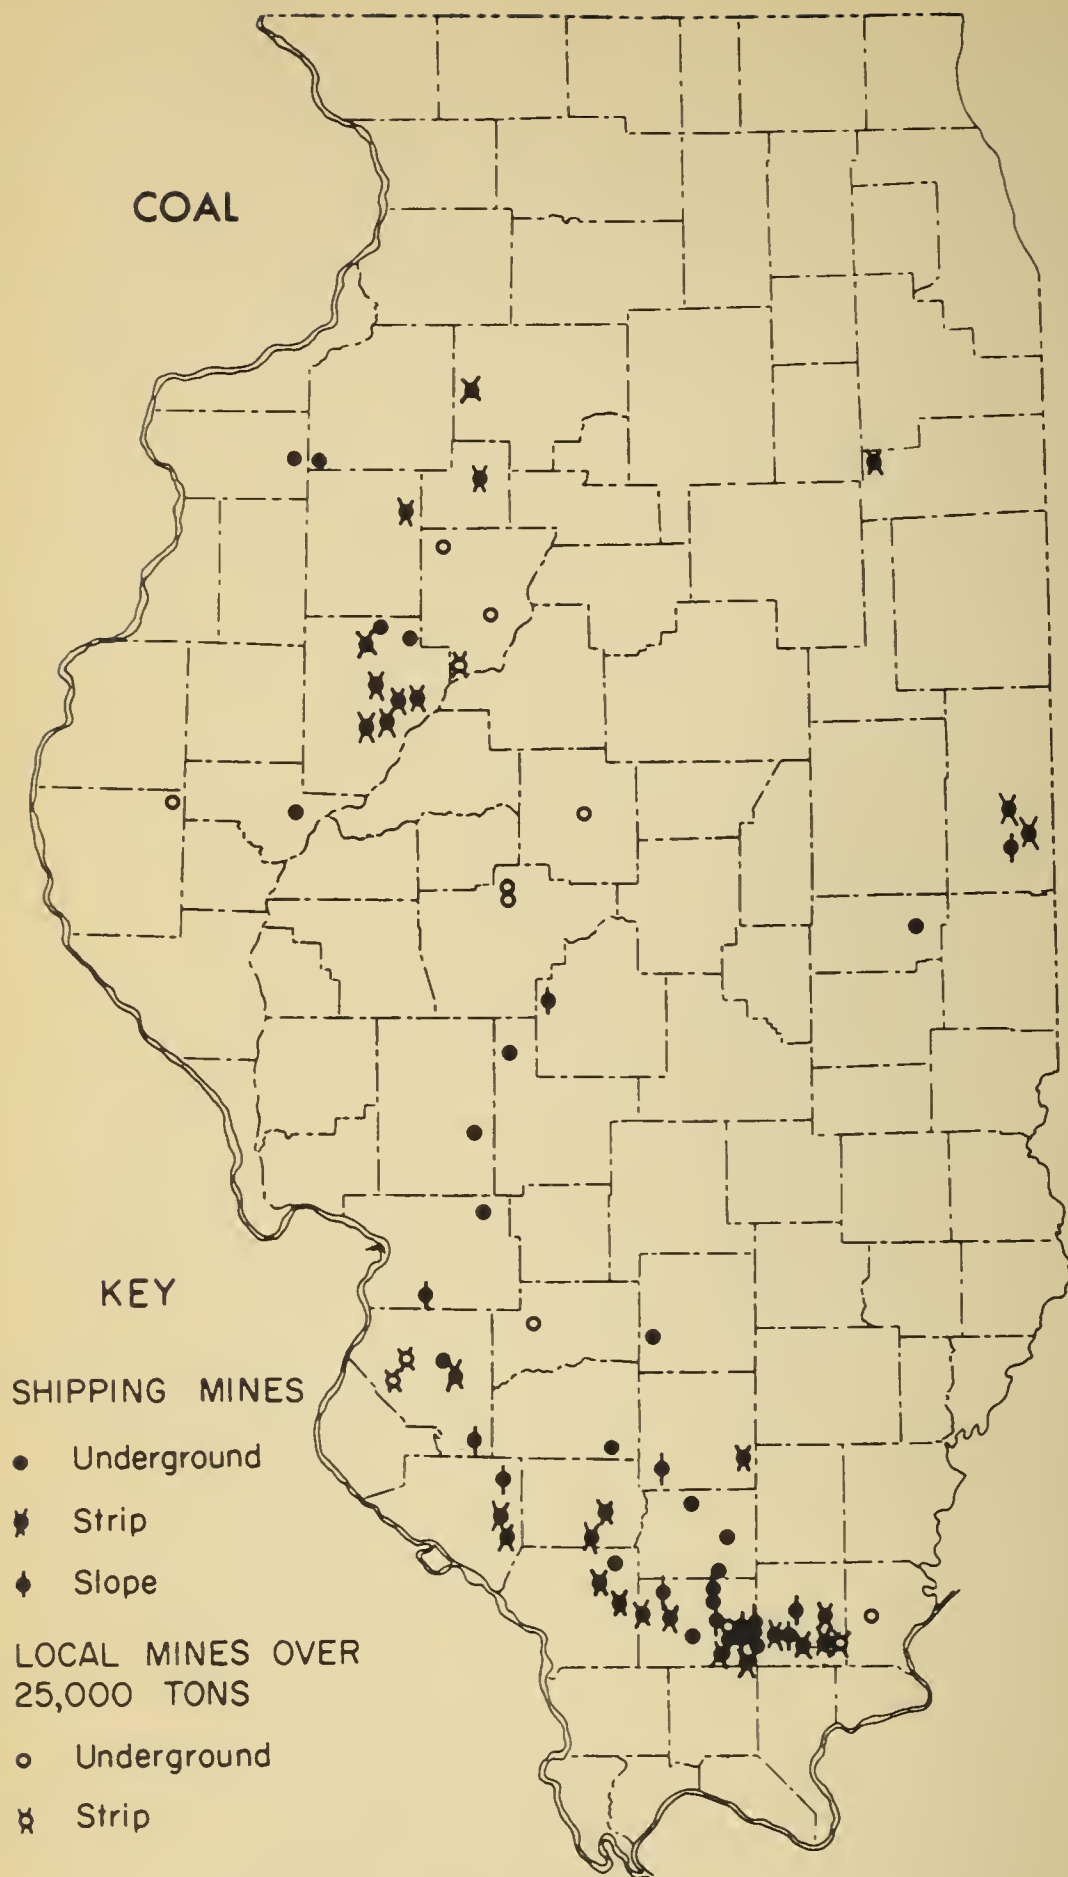 COAL
KEY
SHIPPING MINES
Underground
Strip
Slope
LOCAL MINES OVER
25,000 TONS
Underground
Strip